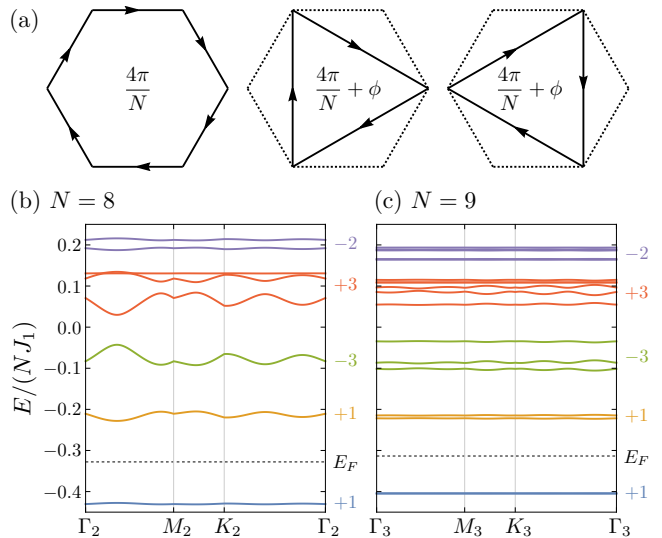 (a)
4π/N
4π/N + ϕ
4π/N + ϕ
(b) N = 8
(c) N = 9
E/(NJ₁)
0.2
0.1
0.0
−0.1
−0.2
−0.3
−0.4
−2
+3
−3
+1
E_F
+1
Γ₂
M₂
K₂
Γ₂
−2
+3
−3
+1
E_F
+1
Γ₃
M₃
K₃
Γ₃